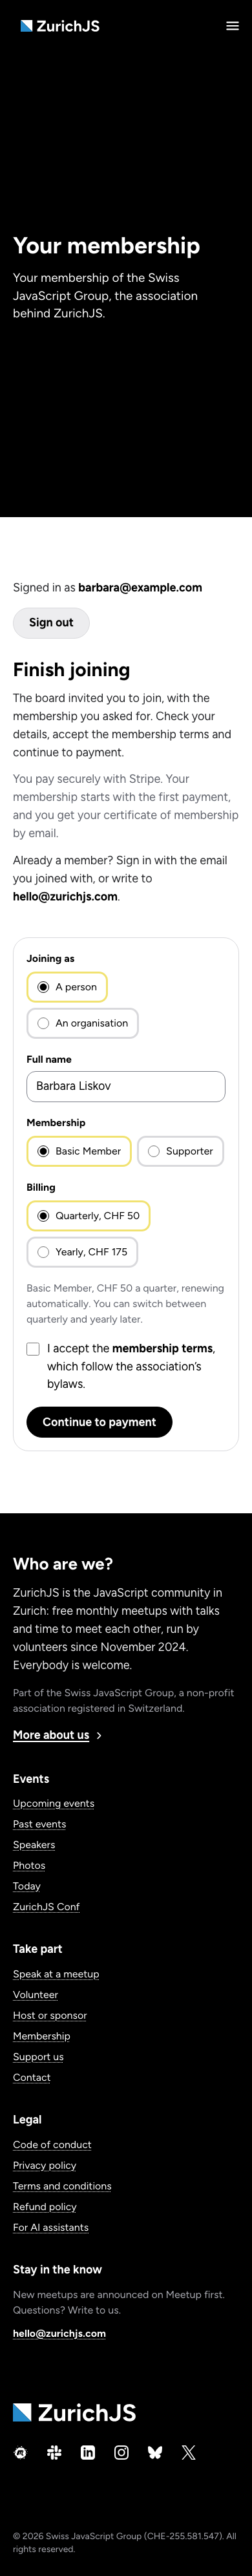 ZurichJS
Your membership
Your membership of the Swiss
JavaScript Group, the association
behind ZurichJS.
Signed in as barbara@example.com
Sign out
Finish joining
The board invited you to join, with the
membership you asked for. Check your
details, accept the membership terms and
continue to payment.
You pay securely with Stripe. Your
membership starts with the first payment,
and you get your certificate of membership
by email.
Already a member? Sign in with the email
you joined with, or write to
hello@zurichjs.com.
Joining as
A person
An organisation
Full name
Barbara Liskov
Membership
Basic Member
Supporter
Billing
Quarterly, CHF 50
Yearly, CHF 175
Basic Member, CHF 50 a quarter, renewing
automatically. You can switch between
quarterly and yearly later.
I accept the membership terms,
which follow the association's
bylaws.
Continue to payment
Who are we?
ZurichJS is the JavaScript community in
Zurich: free monthly meetups with talks
and time to meet each other, run by
volunteers since November 2024.
Everybody is welcome.
Part of the Swiss JavaScript Group, a non-profit
association registered in Switzerland.
More about us
Events
Upcoming events
Past events
Speakers
Photos
Today
ZurichJS Conf
Take part
Speak at a meetup
Volunteer
Host or sponsor
Membership
Support us
Contact
Legal
Code of conduct
Privacy policy
Terms and conditions
Refund policy
For AI assistants
Stay in the know
New meetups are announced on Meetup first.
Questions? Write to us.
hello@zurichjs.com
ZurichJS
© 2026 Swiss JavaScript Group (CHE-255.581.547). All
rights reserved.